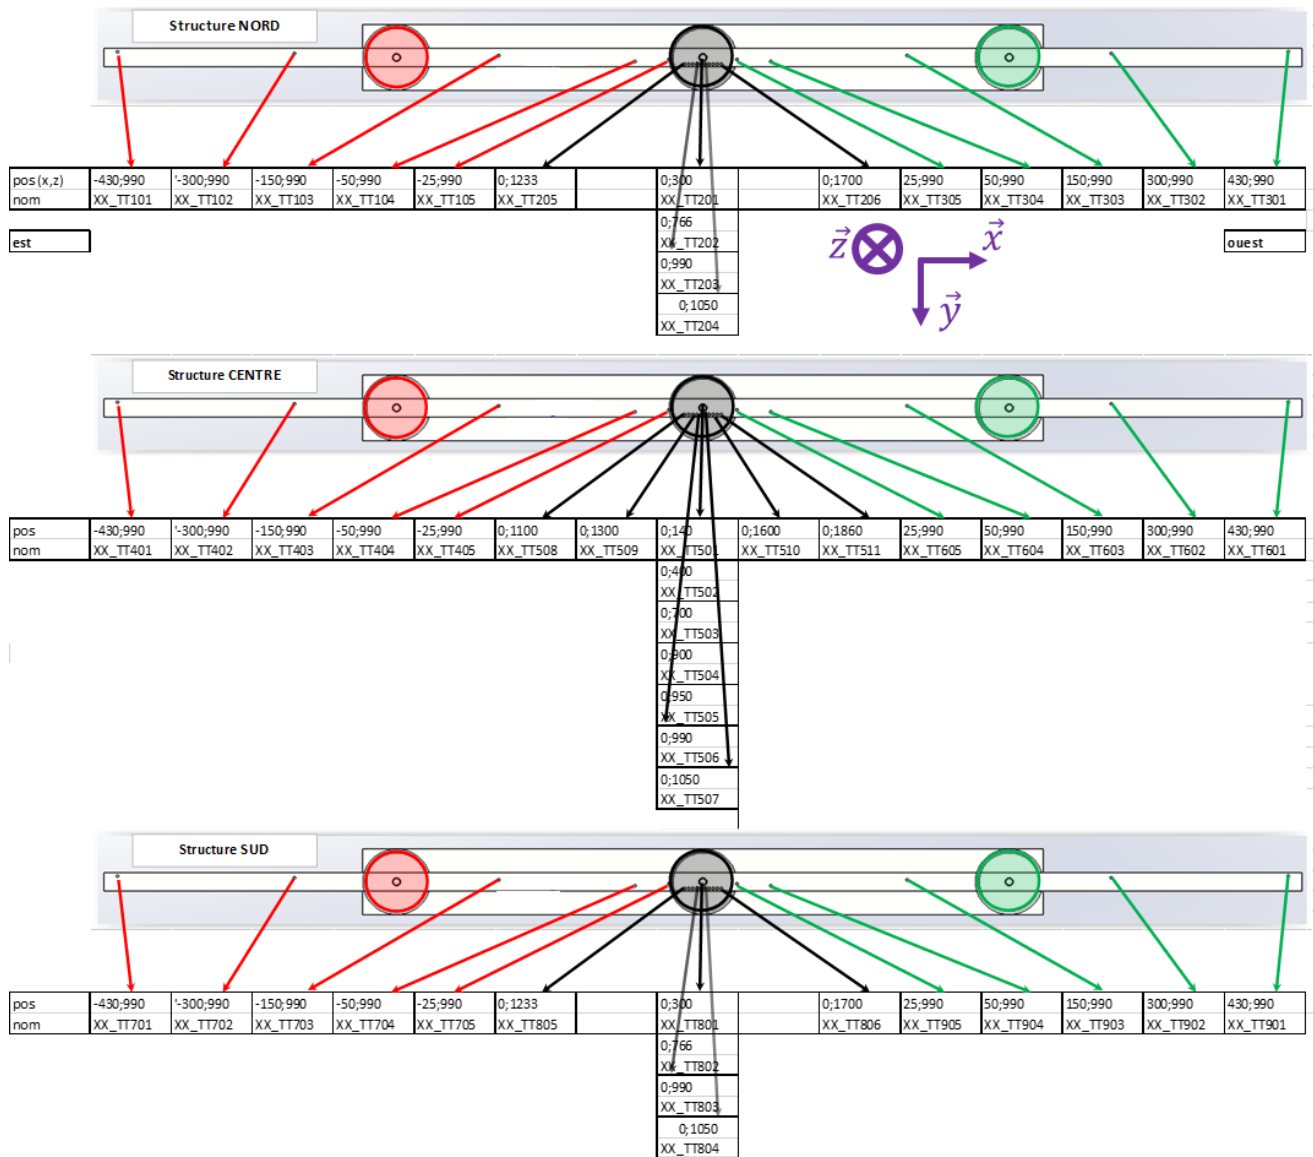 Structure NORD
pos (x,z) -430;990 '-300;990 -150;990 -50;990 -25;990 0;1233 0;300 0;1700 25;990 50;990 150;990 300;990 430;990
nom XX_TT101 XX_TT102 XX_TT103 XX_TT104 XX_TT105 XX_TT205 XX_TT201 XX_TT206 XX_TT305 XX_TT304 XX_TT303 XX_TT302 XX_TT301
0;766
est XX_TT202 z x ouest
0;990
XX_TT203
0;1050 y
XX_TT204
Structure CENTRE
pos -430;990 '-300;990 -150;990 -50;990 -25;990 0;1100 0;1300 0;140 0;1600 0;1860 25;990 50;990 150;990 300;990 430;990
nom XX_TT401 XX_TT402 XX_TT403 XX_TT404 XX_TT405 XX_TT508 XX_TT509 XX_TT501 XX_TT510 XX_TT511 XX_TT605 XX_TT604 XX_TT603 XX_TT602 XX_TT601
0;400
XX_TT502
0;700
XX_TT503
0;900
XX_TT504
0;950
XX_TT505
0;990
XX_TT506
0;1050
XX_TT507
Structure SUD
pos -430;990 '-300;990 -150;990 -50;990 -25;990 0;1233 0;300 0;1700 25;990 50;990 150;990 300;990 430;990
nom XX_TT701 XX_TT702 XX_TT703 XX_TT704 XX_TT705 XX_TT805 XX_TT801 XX_TT806 XX_TT905 XX_TT904 XX_TT903 XX_TT902 XX_TT901
0;766
XX_TT802
0;990
XX_TT803
0;1050
XX_TT804